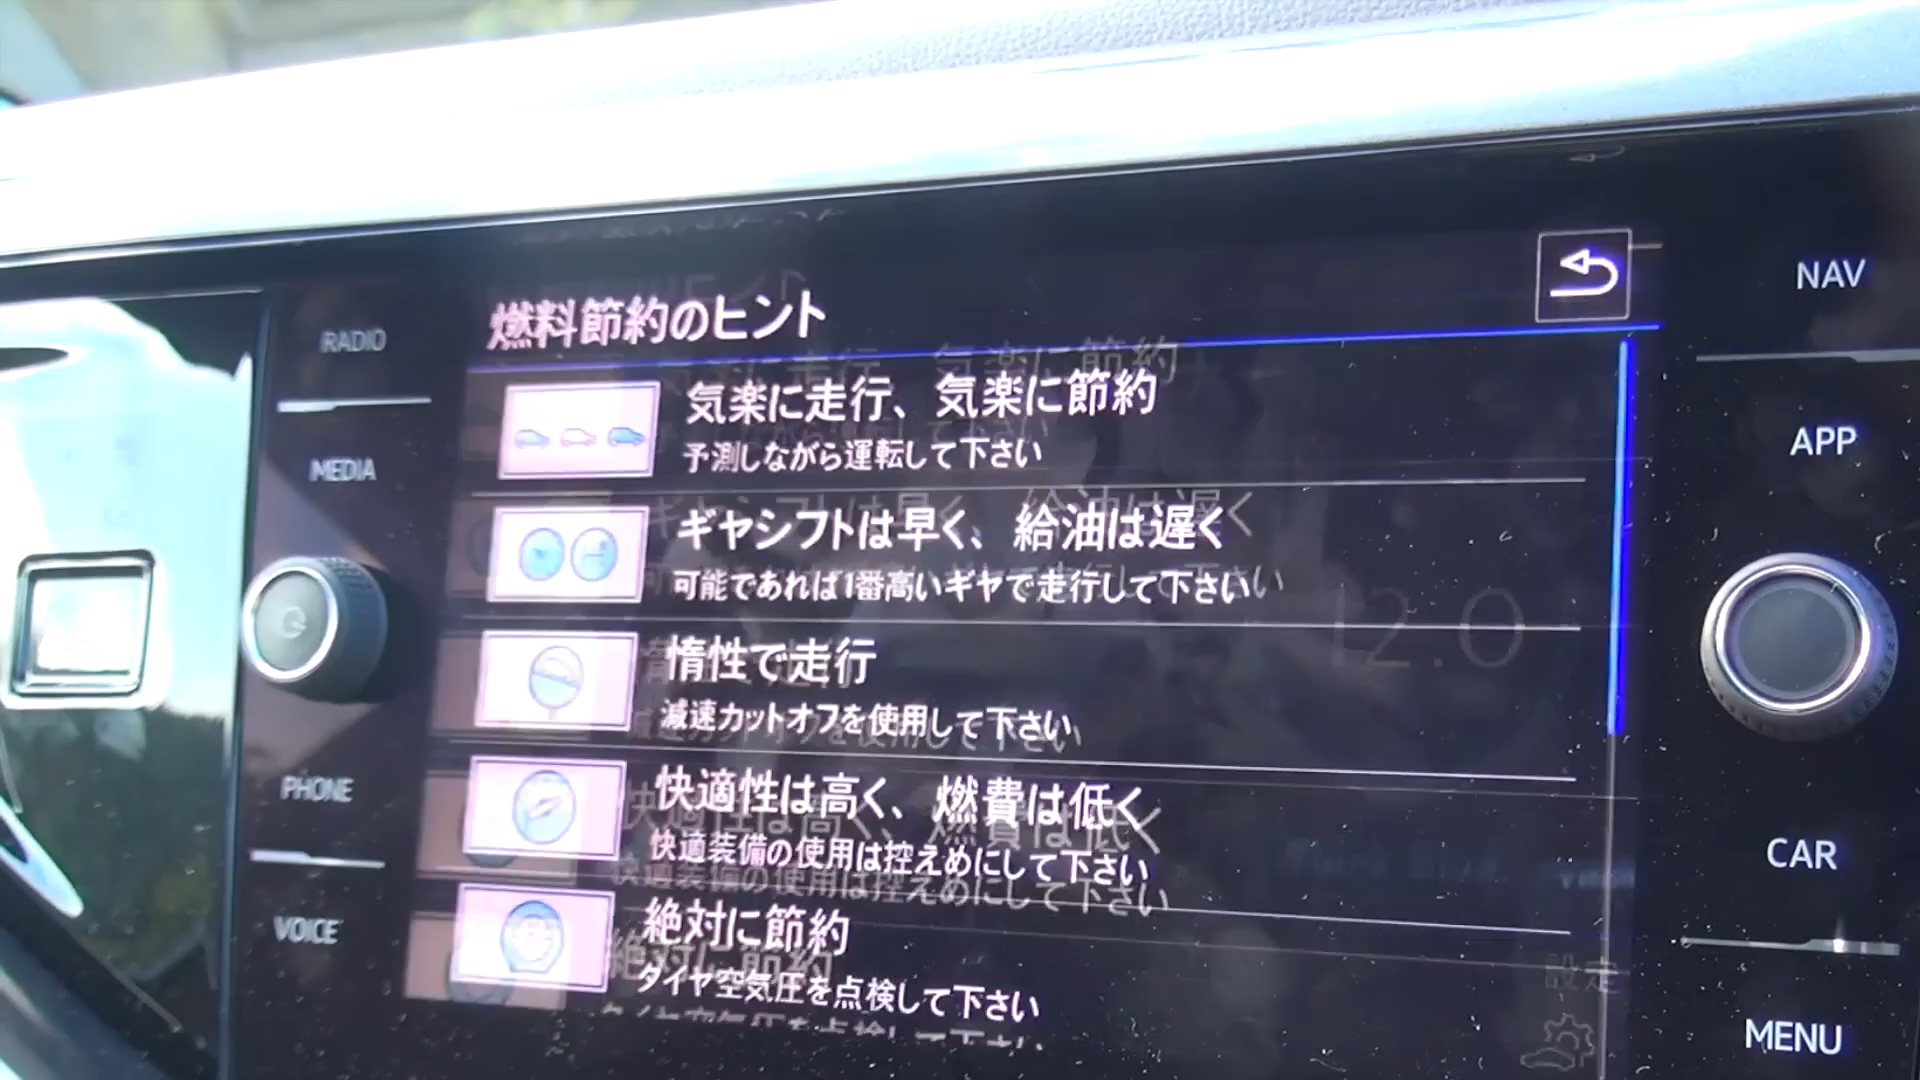 燃料節約のヒント
気楽に走行、気楽に節約
予測しながら運転して下さい
ギヤシフトは早く、給油は遅く
可能であれば1番高いギヤで走行して下さい
惰性で走行
減速カットオフを使用して下さい
快適性は高く、燃費は低く
快適装備の使用は控えめにして下さい
絶対に節約
タイヤ空気圧を点検して下さい
RADIO
MEDIA
PHONE
VOICE
NAV
APP
CAR
MENU
12.0
設定